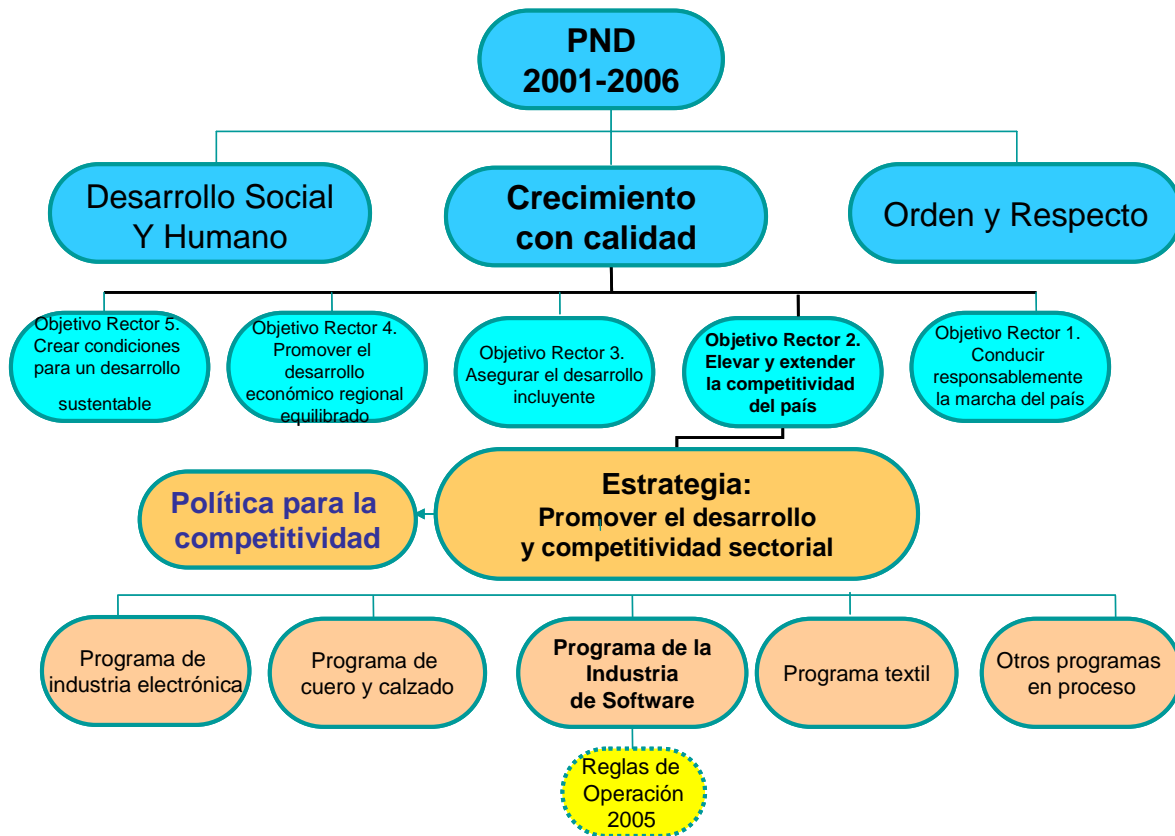 PND
2001-2006
Desarrollo Social
Y Humano
Crecimiento
con calidad
Orden y Respecto
Objetivo Rector 5.
Crear condiciones
para un desarrollo
sustentable
Objetivo Rector 4.
Promover el
desarrollo
económico regional
equilibrado
Objetivo Rector 3.
Asegurar el desarrollo
incluyente
Objetivo Rector 2.
Elevar y extender
la competitividad
del país
Objetivo Rector 1.
Conducir
responsablemente
la marcha del país
Política para la
competitividad
Estrategia:
Promover el desarrollo
y competitividad sectorial
Programa de
industria electrónica
Programa de
cuero y calzado
Programa de la
Industria
de Software
Programa textil
Otros programas
en proceso
Reglas de
Operación
2005